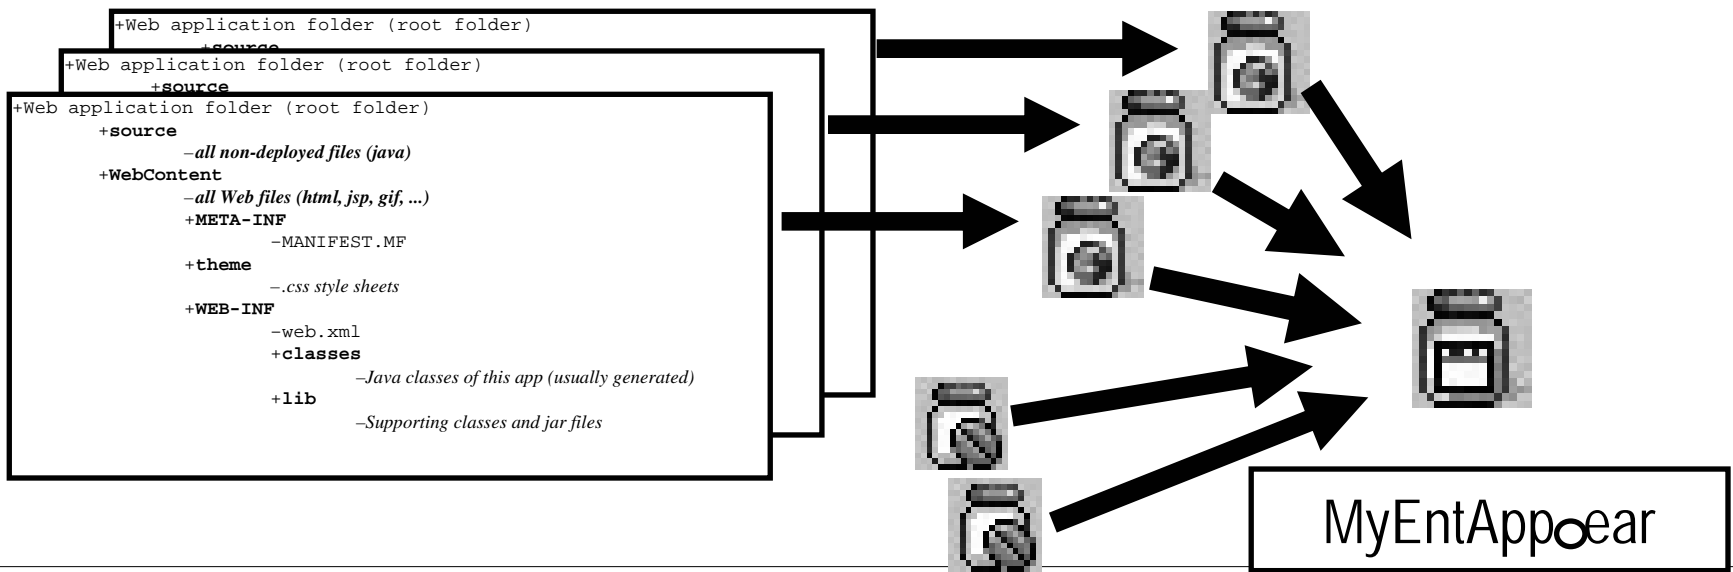 +Web application folder (root folder)
+source
+Web application folder (root folder)
+source
+Web application folder (root folder)
+source
–all non-deployed files (java)
+WebContent
–all Web files (html, jsp, gif, ...)
+META-INF
–MANIFEST.MF
+theme
–.css style sheets
+WEB-INF
–web.xml
+classes
–Java classes of this app (usually generated)
+lib
–Supporting classes and jar files
MyEntApp.ear